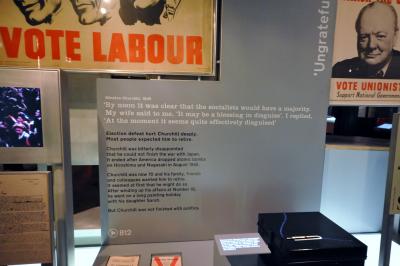 VOTE LABOUR
'Ungrateful
VOTE UNIONIST
Support National Government
Winston Churchill, 1949
'By noon it was clear that the socialists would have a majority.
My wife said to me, 'It may be a blessing in disguise'. I replied,
'At the moment it seems quite effectively disguised''
Election defeat hurt Churchill deeply.
Most people expected him to retire.
Churchill was bitterly disappointed
that he could not finish the war with Japan.
It ended after America dropped atomic bombs
on Hiroshima and Nagasaki in August 1945.
Churchill was now 70 and his family, friends
and colleagues wanted him to retire.
It seemed at first that he might do so.
After winding up his affairs at Number 10,
he went on a long painting holiday
with his daughter Sarah.
But Churchill was not finished with politics.
812